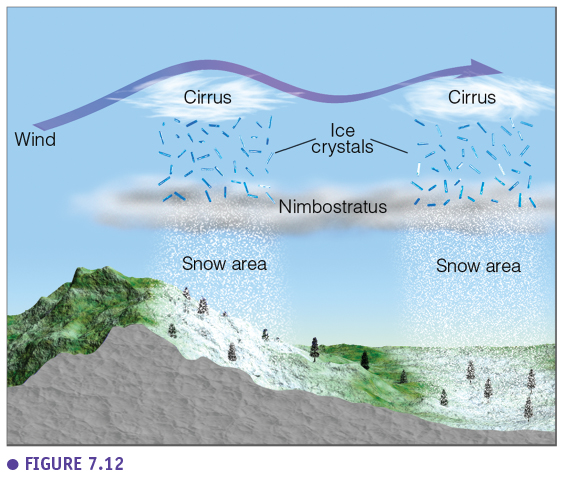 Cirrus
Cirrus
Wind
Ice
crystals
Nimbostratus
Snow area
Snow area
● FIGURE 7.12